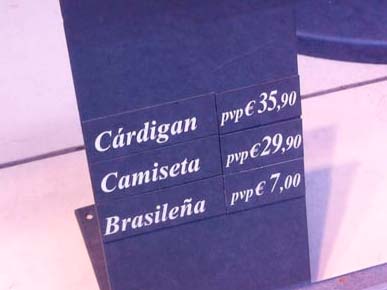 Cárdigan pvp € 35,90
Camiseta pvp € 29,90
Brasileña pvp € 7,00